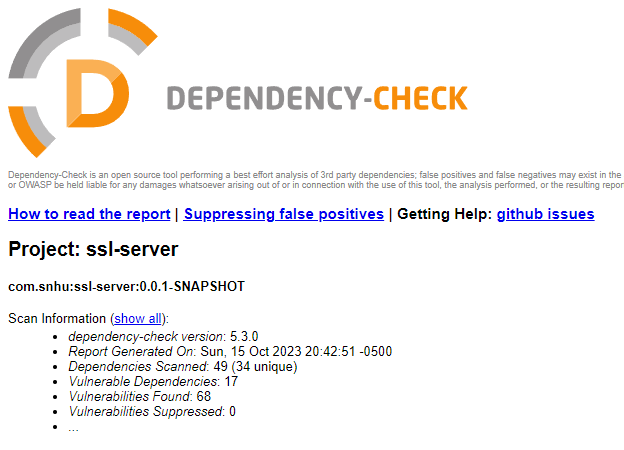 D DEPENDENCY-CHECK
Dependency-Check is an open source tool performing a best effort analysis of 3rd party dependencies; false positives and false negatives may exist in the
or OWASP be held liable for any damages whatsoever arising out of or in connection with the use of this tool, the analysis performed, or the resulting repor
How to read the report | Suppressing false positives | Getting Help: github issues
Project: ssl-server
com.snhu:ssl-server:0.0.1-SNAPSHOT
Scan Information (show all):
• dependency-check version: 5.3.0
• Report Generated On: Sun, 15 Oct 2023 20:42:51 -0500
• Dependencies Scanned: 49 (34 unique)
• Vulnerable Dependencies: 17
• Vulnerabilities Found: 68
• Vulnerabilities Suppressed: 0
• ...